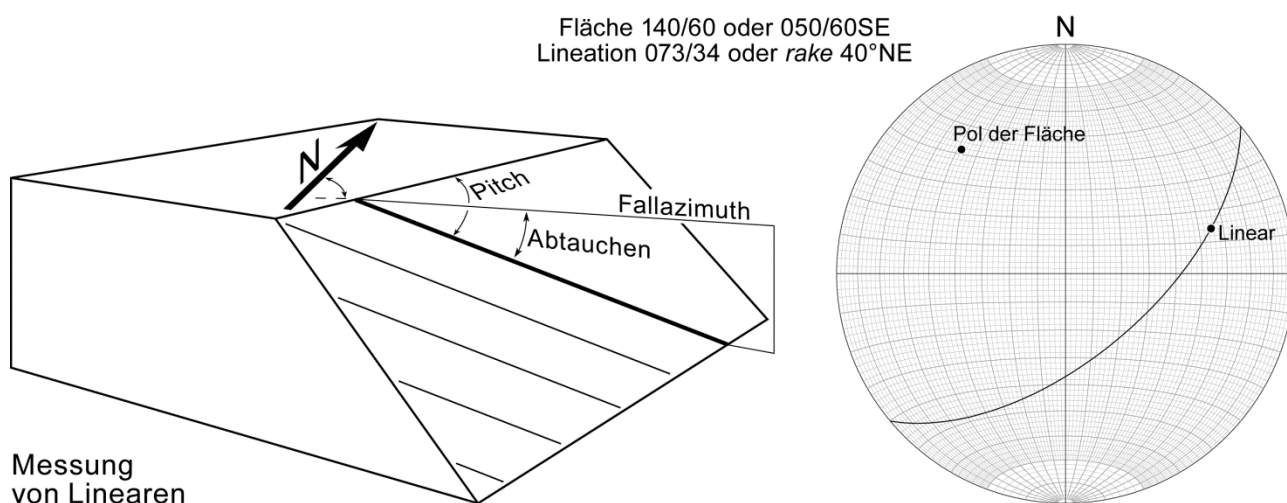 Fläche 140/60 oder 050/60SE
Lineation 073/34 oder rake 40°NE
N
N
Pitch
Fallazimuth
Abtauchen
Pol der Fläche
Linear
Messung
von Linearen